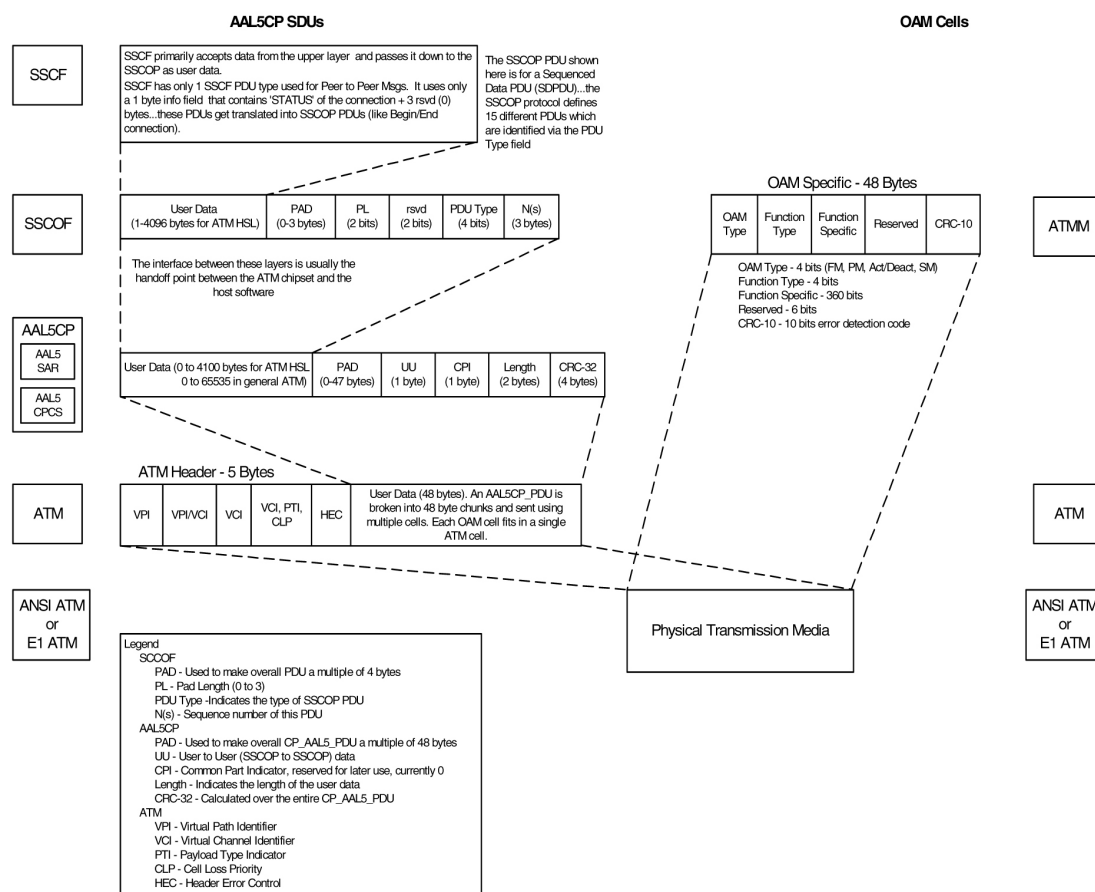 AAL5CP SDUs
OAM Cells
SSCF
SSCF primarily accepts data from the upper layer and passes it down to the
SSCOP as user data.
SSCF has only 1 SSCF PDU type used for Peer to Peer Msgs. It uses only
a 1 byte info field that contains 'STATUS' of the connection + 3 rsvd (0)
bytes...these PDUs get translated into SSCOP PDUs (like Begin/End
connection).
The SSCOP PDU shown
here is for a Sequenced
Data PDU (SDPDU)...the
SSCOP protocol defines
15 different PDUs which
are identified via the PDU
Type field
SSCOF
User Data
(1-4096 bytes for ATM HSL)
PAD
(0-3 bytes)
PL
(2 bits)
rsvd
(2 bits)
PDU Type
(4 bits)
N(s)
(3 bytes)
The interface between these layers is usually the
handoff point between the ATM chipset and the
host software
OAM Specific - 48 Bytes
OAM
Type
Function
Type
Function
Specific
Reserved
CRC-10
ATMM
OAM Type - 4 bits (FM, PM, Act/Deact, SM)
Function Type - 4 bits
Function Specific - 360 bits
Reserved - 6 bits
CRC-10 - 10 bits error detection code
AAL5CP
AAL5
SAR
AAL5
CPCS
User Data (0 to 4100 bytes for ATM HSL
0 to 65535 in general ATM)
PAD
(0-47 bytes)
UU
(1 byte)
CPI
(1 byte)
Length
(2 bytes)
CRC-32
(4 bytes)
ATM Header - 5 Bytes
ATM
VPI
VPI/VCI
VCI
VCI, PTI,
CLP
HEC
User Data (48 bytes). An AAL5CP_PDU is
broken into 48 byte chunks and sent using
multiple cells. Each OAM cell fits in a single
ATM cell.
ATM
ANSI ATM
or
E1 ATM
Physical Transmission Media
ANSI ATM
or
E1 ATM
Legend
SCCOF
PAD - Used to make overall PDU a multiple of 4 bytes
PL - Pad Length (0 to 3)
PDU Type -Indicates the type of SSCOP PDU
N(s) - Sequence number of this PDU
AAL5CP
PAD - Used to make overall CP_AAL5_PDU a multiple of 48 bytes
UU - User to User (SSCOP to SSCOP) data
CPI - Common Part Indicator, reserved for later use, currently 0
Length - Indicates the length of the user data
CRC-32 - Calculated over the entire CP_AAL5_PDU
ATM
VPI - Virtual Path Identifier
VCI - Virtual Channel Identifier
PTI - Payload Type Indicator
CLP - Cell Loss Priority
HEC - Header Error Control